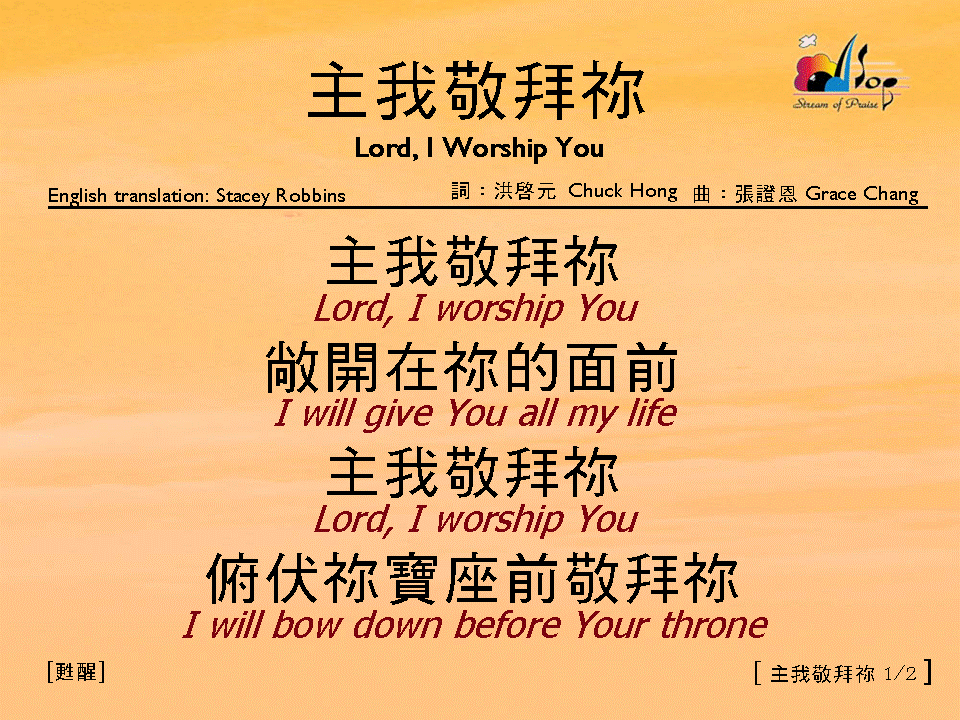 主我敬拜祢
SOP
Stream of Praise
Lord, I Worship You
English translation: Stacey Robbins 詞：洪啓元 Chuck Hong 曲：張證恩 Grace Chang
主我敬拜祢
Lord, I worship You
敞開在祢的面前
I will give You all my life
主我敬拜祢
Lord, I worship You
俯伏祢寶座前敬拜祢
I will bow down before Your throne
[甦醒]
[ 主我敬拜祢 1/2 ]